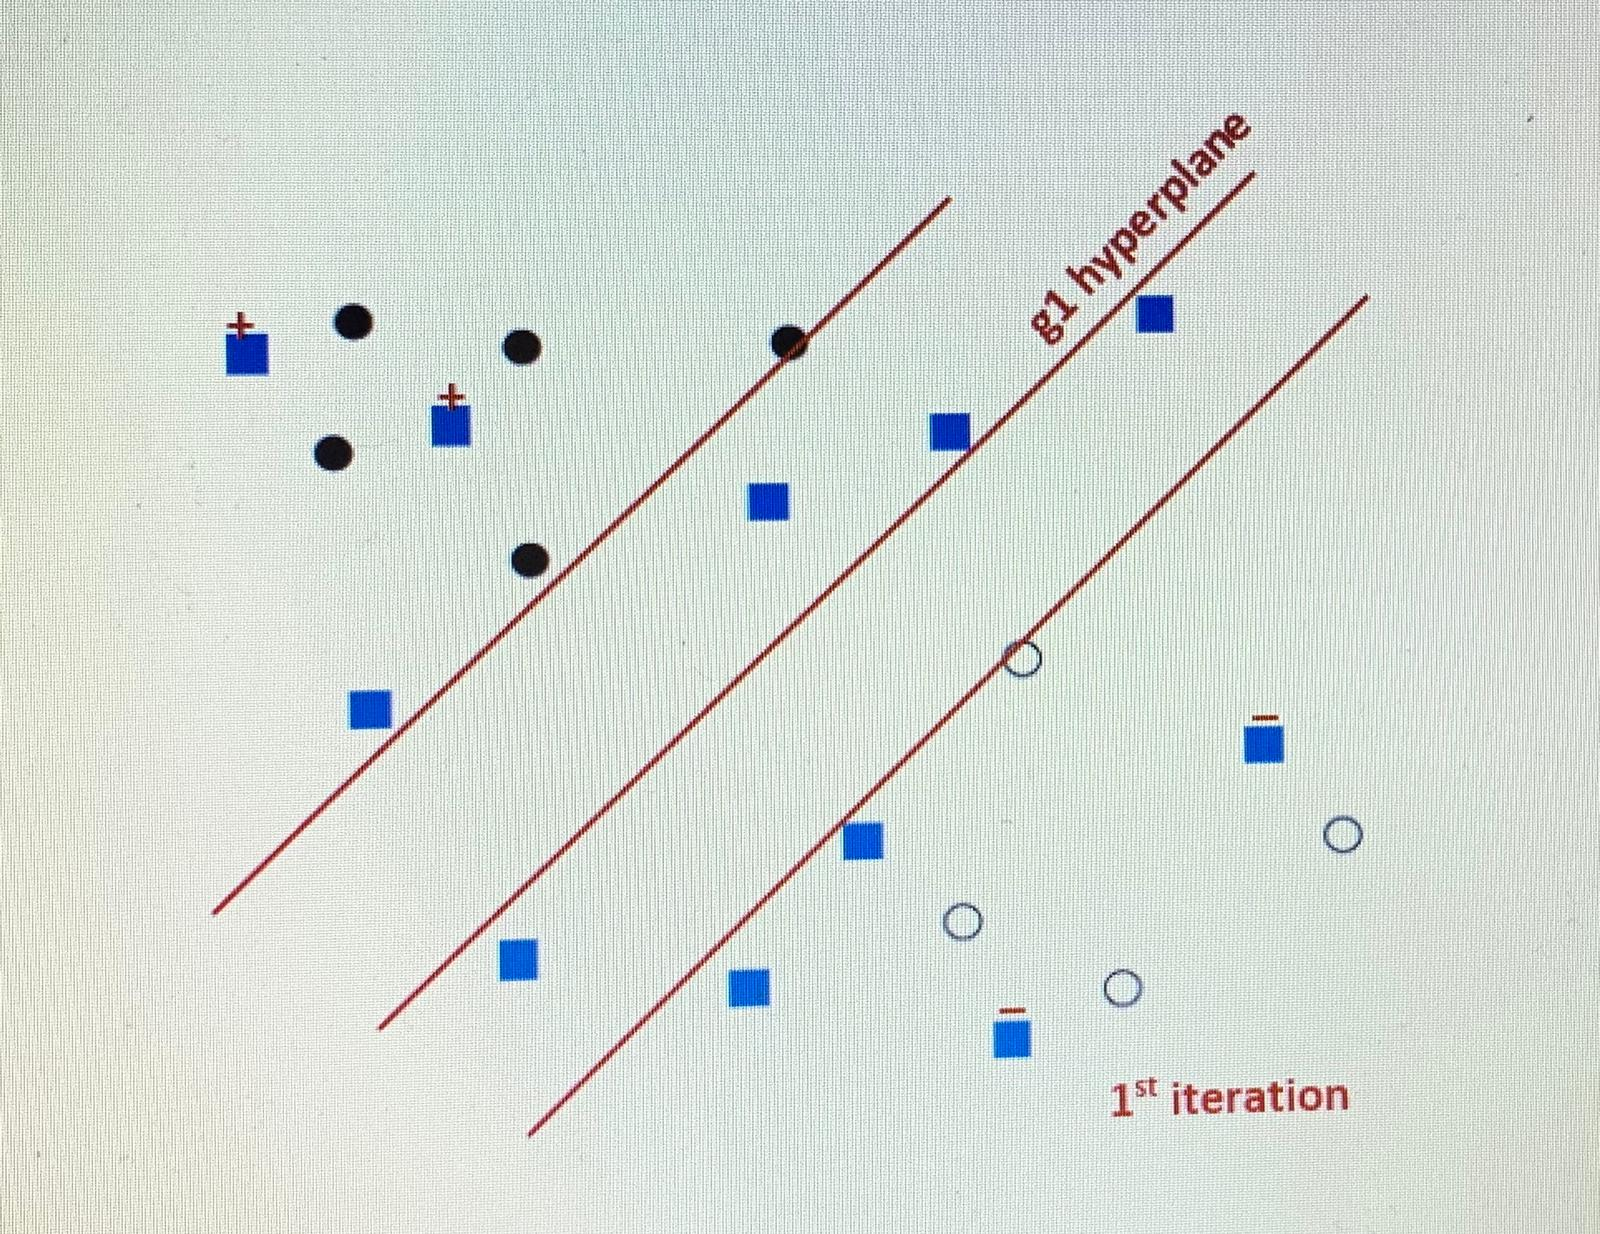 g1 hyperplane
+
+
−
−
1st iteration